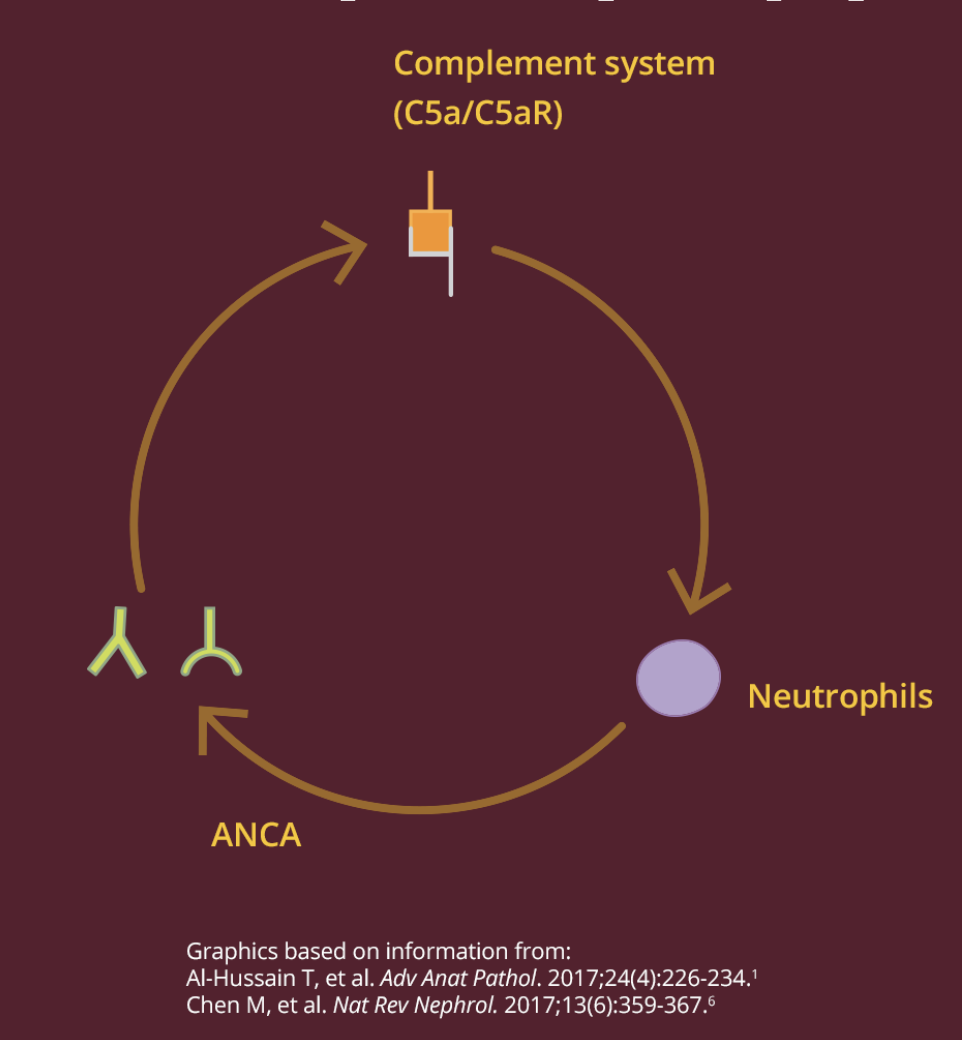 Complement system
(C5a/C5aR)
Neutrophils
ANCA
Graphics based on information from:
Al-Hussain T, et al. Adv Anat Pathol. 2017;24(4):226-234.¹
Chen M, et al. Nat Rev Nephrol. 2017;13(6):359-367.⁶